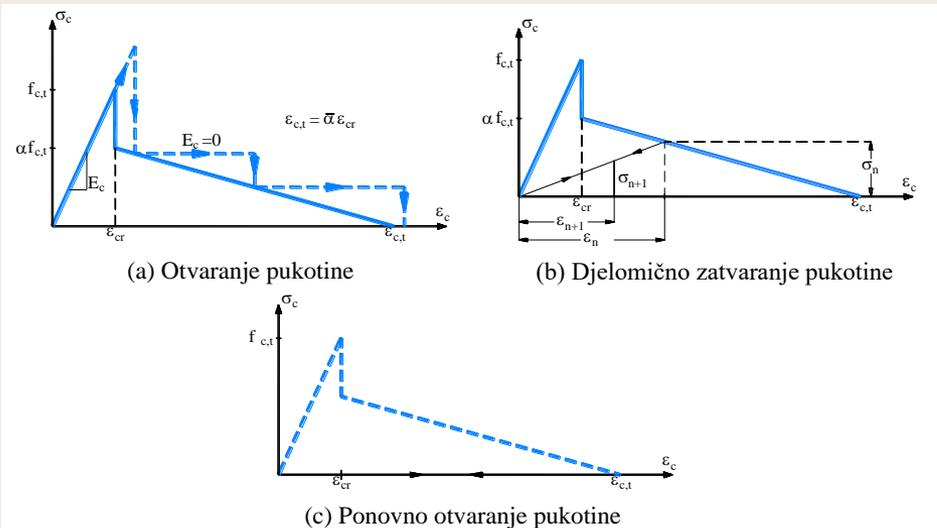 σc
fc,t
αfc,t
Ec
Ec=0
εc,t = ᾱ εcr
εcr
εc,t
εc
(a) Otvaranje pukotine
σc
fc,t
α fc,t
σn+1
σn
εcr
εn+1
εn
εc,t
εc
(b) Djelomično zatvaranje pukotine
σc
f c,t
εcr
εc,t
εc
(c) Ponovno otvaranje pukotine